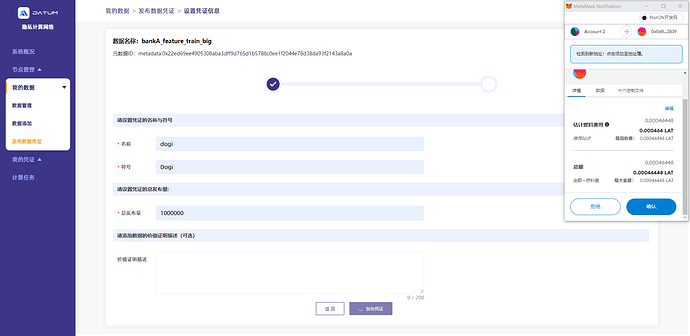 DATUM
隐私计算网络
系统概况
节点管理
我的数据
数据管理
数据添加
发布数据凭证
我的凭证
计算任务
我的数据 > 发布数据凭证 > 设置凭证信息
数据名称: bankA_feature_train_big
元数据ID: metadata:0x22ed69ee4905308aba3df9d765d1b5788c0ee1f2044e78d38da93f2143a8a0a
请设置凭证的名称与符号
* 名称 dogi
* 符号 Dogi
请设置凭证的总发布量:
* 总发布量 1000000
请添加数据的价值证明描述（可选）
价值证明描述
0 / 200
返回 发布凭证
MetaMask Notification
PlatON开发网
Account 2
0x0d9...2839
检测到新地址！点击添加至地址簿。
详情 数据 十六进制文件
编辑
0.00046448
估计燃料费用 0.000464 LAT
最高收费: 0.00046448 LAT
0.00046448
总额 0.00046448 LAT
金额 + 燃料费 最大金额: 0.00046448 LAT
拒绝 确认